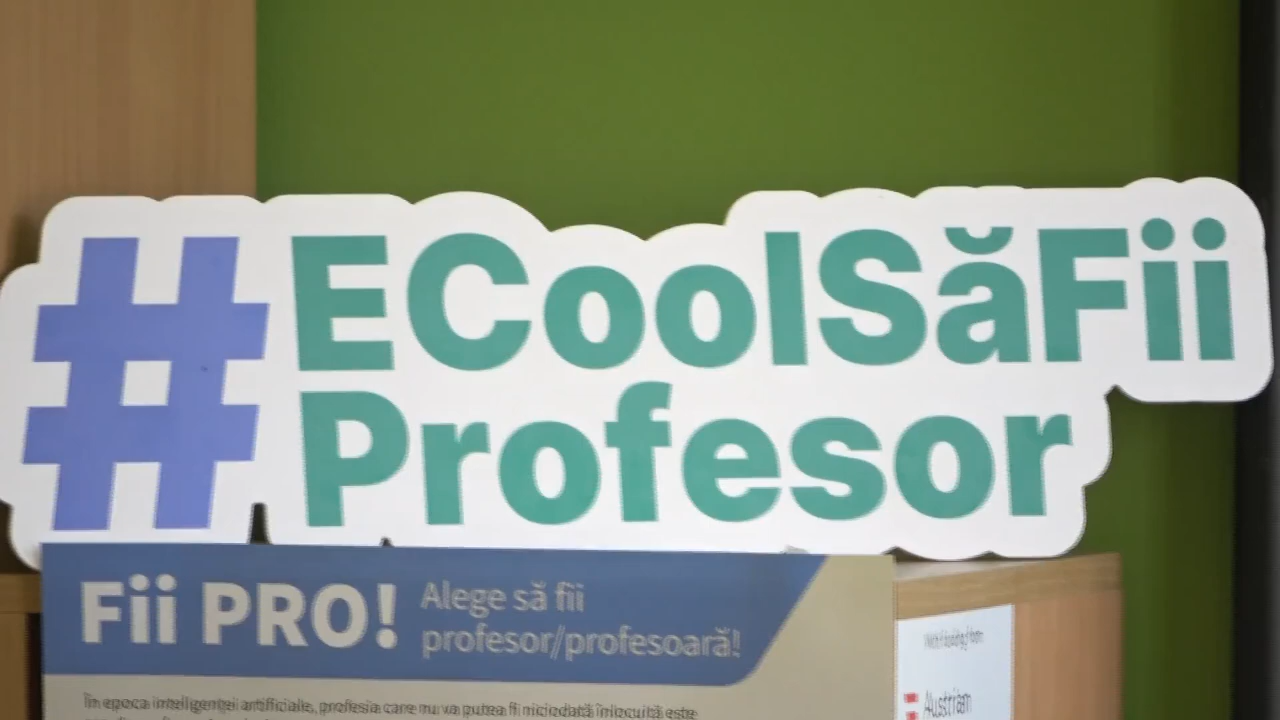 #ECoolSăFii
Profesor
Fii PRO!
Alege să fii
profesor/profesoară!
În epoca inteligenței artificiale, profesia care nu va putea fi niciodată înlocuită este
Austrian